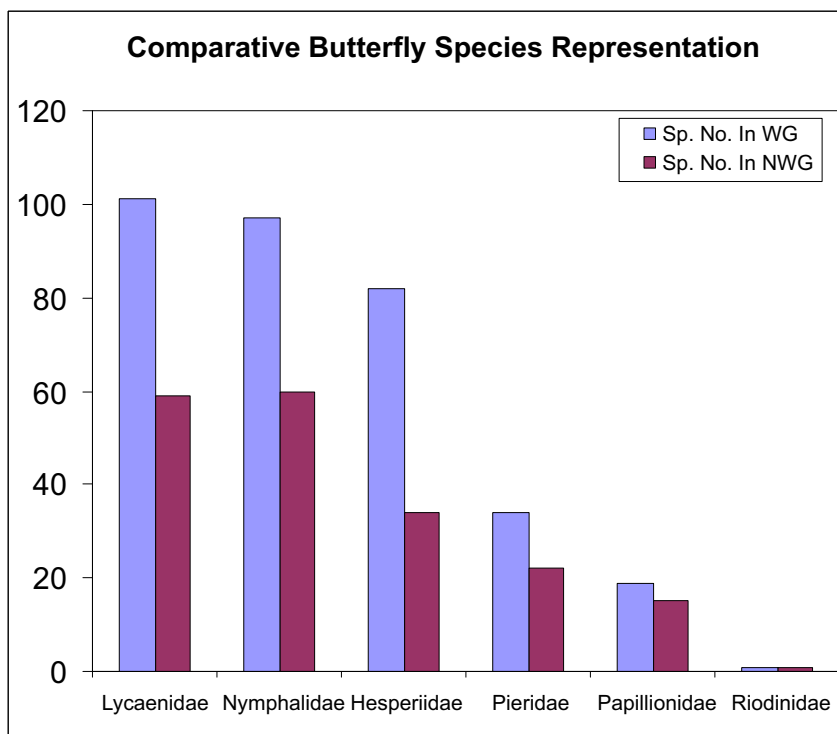 Comparative Butterfly Species Representation
Sp. No. In WG
Sp. No. In NWG
120
100
80
60
40
20
0
Lycaenidae Nymphalidae Hesperiidae Pieridae Papillionidae Riodinidae